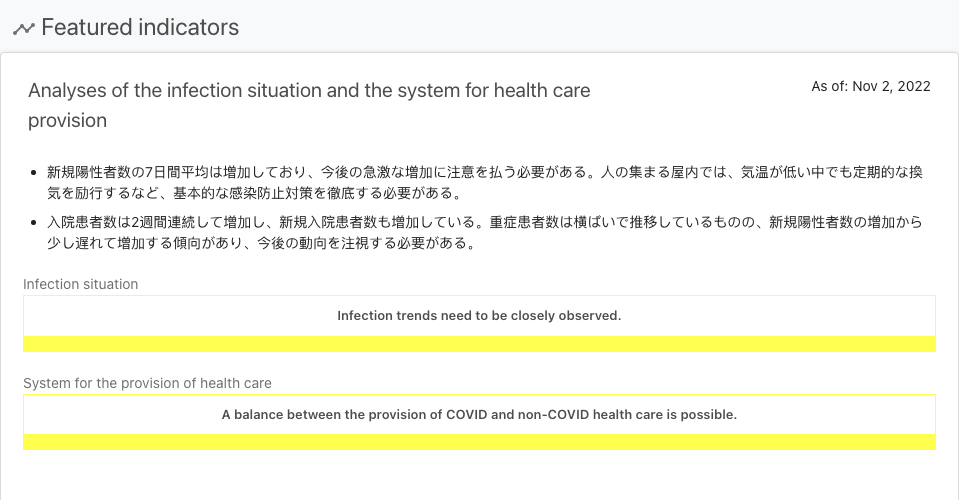 Featured indicators
Analyses of the infection situation and the system for health care
provision
As of: Nov 2, 2022
• 新規陽性者数の7日間平均は増加しており、今後の急激な増加に注意を払う必要がある。人の集まる屋内では、気温が低い中でも定期的な換
気を励行するなど、基本的な感染防止対策を徹底する必要がある。
• 入院患者数は2週間連続して増加し、新規入院患者数も増加している。重症患者数は横ばいで推移しているものの、新規陽性者数の増加から
少し遅れて増加する傾向があり、今後の動向を注視する必要がある。
Infection situation
Infection trends need to be closely observed.
System for the provision of health care
A balance between the provision of COVID and non-COVID health care is possible.